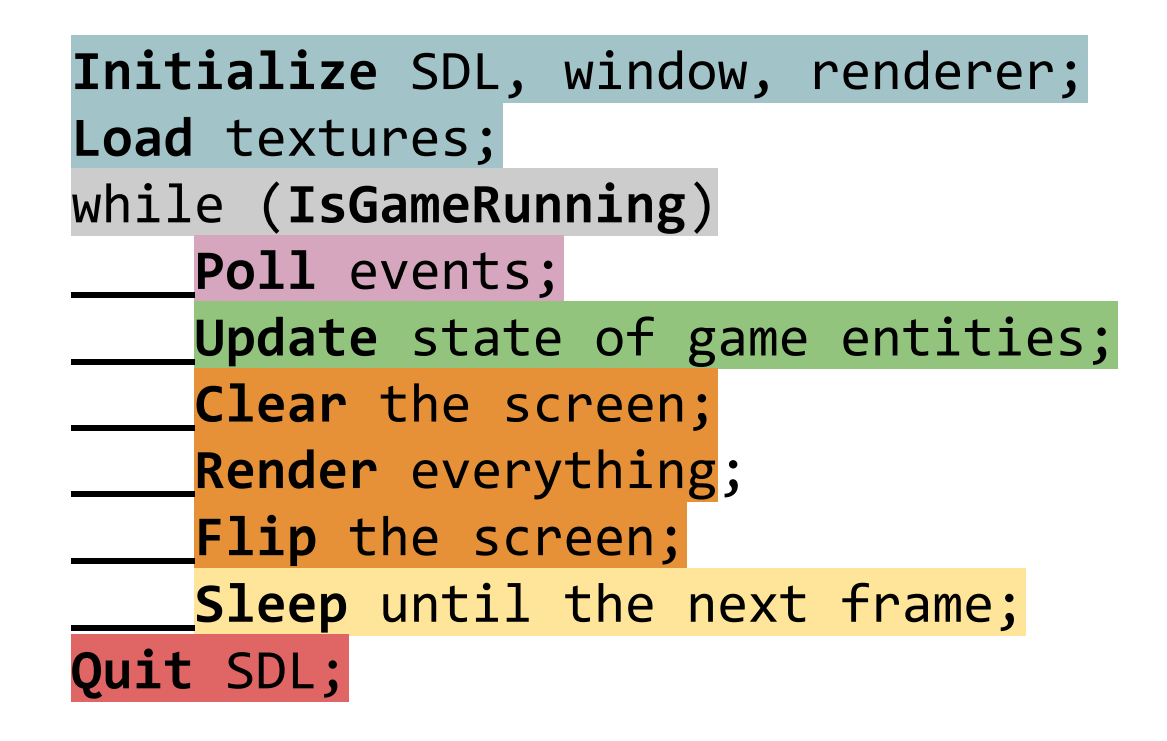 Initialize SDL, window, renderer;
Load textures;
while (IsGameRunning)
____Poll events;
____Update state of game entities;
____Clear the screen;
____Render everything;
____Flip the screen;
____Sleep until the next frame;
Quit SDL;